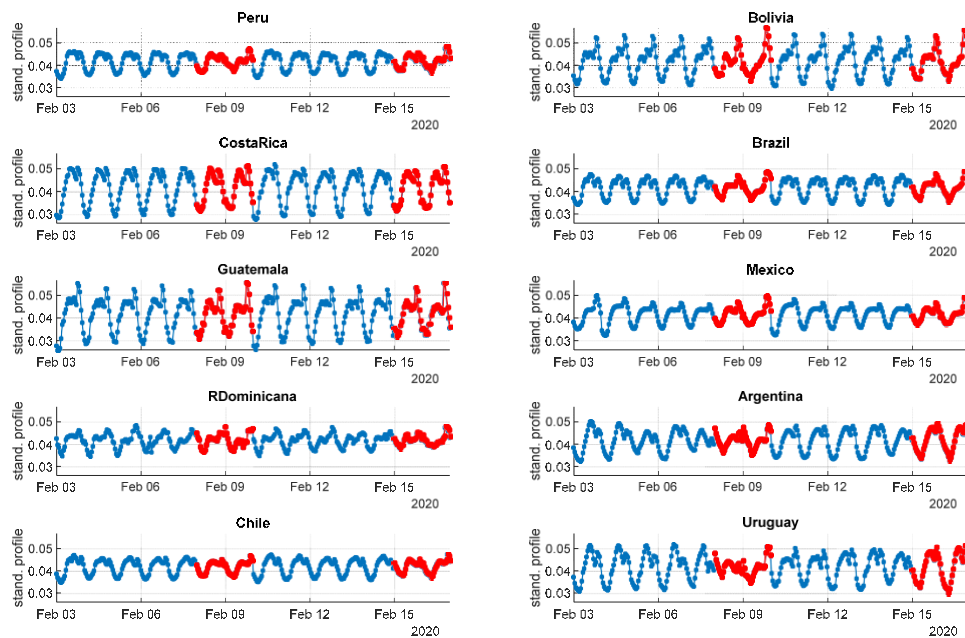 Peru
stand. profile
0.05
0.04
0.03
Feb 03
Feb 06
Feb 09
Feb 12
Feb 15
2020
Bolivia
stand. profile
0.05
0.04
0.03
Feb 03
Feb 06
Feb 09
Feb 12
Feb 15
2020
CostaRica
stand. profile
0.05
0.04
0.03
Feb 03
Feb 06
Feb 09
Feb 12
Feb 15
2020
Brazil
stand. profile
0.05
0.04
0.03
Feb 03
Feb 06
Feb 09
Feb 12
Feb 15
2020
Guatemala
stand. profile
0.05
0.04
0.03
Feb 03
Feb 06
Feb 09
Feb 12
Feb 15
2020
Mexico
stand. profile
0.05
0.04
0.03
Feb 03
Feb 06
Feb 09
Feb 12
Feb 15
2020
RDominicana
stand. profile
0.05
0.04
0.03
Feb 03
Feb 06
Feb 09
Feb 12
Feb 15
2020
Argentina
stand. profile
0.05
0.04
0.03
Feb 03
Feb 06
Feb 09
Feb 12
Feb 15
2020
Chile
stand. profile
0.05
0.04
0.03
Feb 03
Feb 06
Feb 09
Feb 12
Feb 15
2020
Uruguay
stand. profile
0.05
0.04
0.03
Feb 03
Feb 06
Feb 09
Feb 12
Feb 15
2020